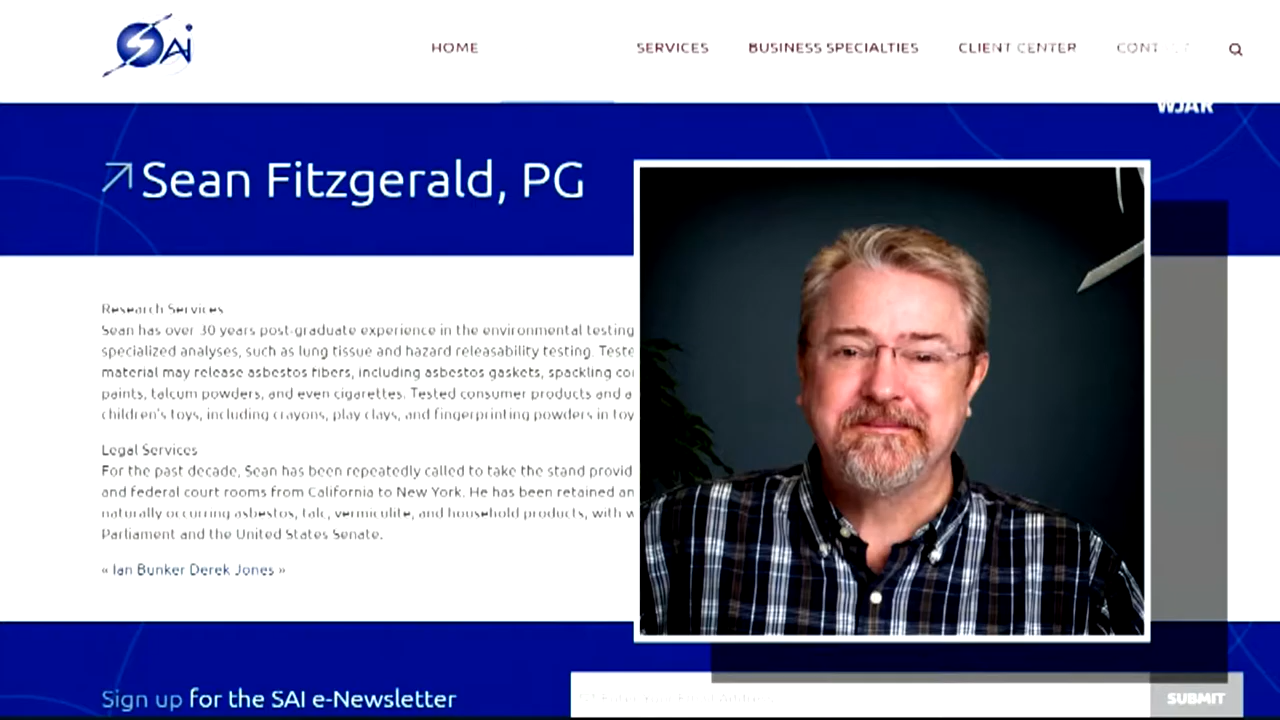 SAi
HOME SERVICES BUSINESS SPECIALTIES CLIENT CENTER
WJAR
Sean Fitzgerald, PG
Research Services
Sean has over 30 years post-graduate experience in the environmental testing
specialized analyses, such as lung tissue and hazard releasability testing. Teste
material may release asbestos fibers, including asbestos gaskets, spackling co
paints, talcum powders, and even cigarettes. Tested consumer products and a
children's toys, including crayons, play clays, and fingerprinting powders in toy
Legal Services
For the past decade, Sean has been repeatedly called to take the stand provid
and federal court rooms from California to New York. He has been retained an
naturally occurring asbestos, talc, vermiculite, and household products, with w
Parliament and the United States Senate.
« Ian Bunker Derek Jones »
Sign up for the SAI e-Newsletter
SUBMIT